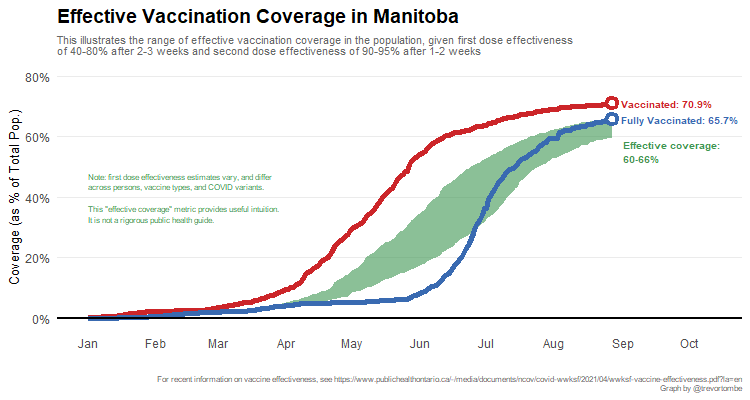 Effective Vaccination Coverage in Manitoba
This illustrates the range of effective vaccination coverage in the population, given first dose effectiveness
of 40-80% after 2-3 weeks and second dose effectiveness of 90-95% after 1-2 weeks
Coverage (as % of Total Pop.)
80%
60%
40%
20%
0%
Vaccinated: 70.9%
Fully Vaccinated: 65.7%
Effective coverage:
60-66%
Note: first dose effectiveness estimates vary, and differ
across persons, vaccine types, and COVID variants.
This "effective coverage" metric provides useful intuition.
It is not a rigorous public health guide.
Jan
Feb
Mar
Apr
May
Jun
Jul
Aug
Sep
Oct
For recent information on vaccine effectiveness, see https://www.publichealthontario.ca/-/media/documents/ncov/covid-wwksf/2021/04/wwksf-vaccine-effectiveness.pdf?la=en
Graph by @trevortombe